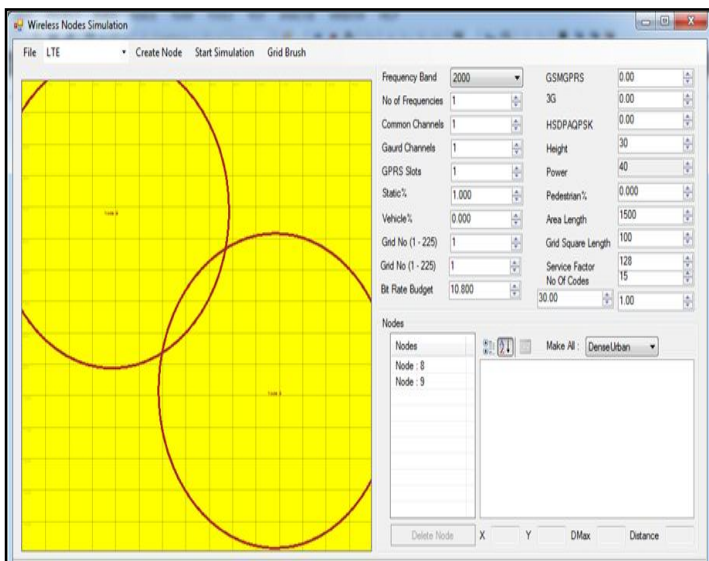 Wireless Nodes Simulation
File LTE Create Node Start Simulation Grid Brush
Frequency Band 2000 GSMGPRS 0.00
No of Frequencies 1 3G 0.00
Common Channels 1 HSDPAQPSK 0.00
Gaurd Channels 1 Height 30
GPRS Slots 1 Power 40
Static% 1.000 Pedestrian% 0.000
Vehicle% 0.000 Area Length 1500
Grid No (1 - 225) 1 Grid Square Length 100
Grid No (1 - 225) 1 Service Factor 128
No Of Codes 15
Bit Rate Budget 10.800 30.00 1.00
Nodes
Nodes Make All : DenseUrban
Node : 8
Node : 9
Delete Node X Y DMax Distance